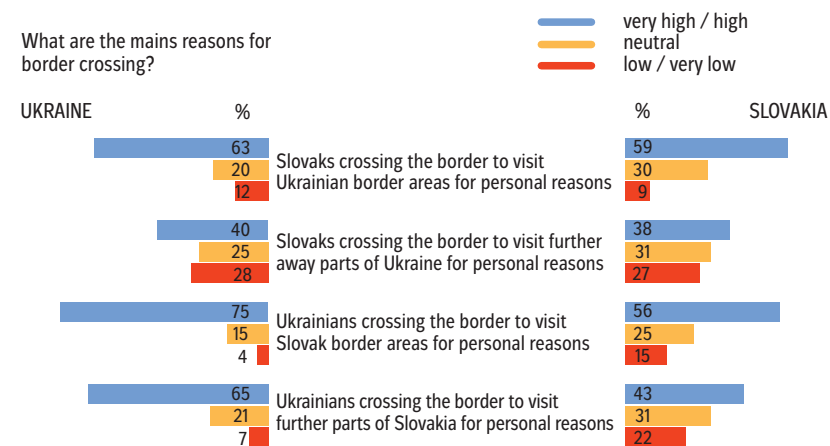 What are the mains reasons for
border crossing?
very high / high
neutral
low / very low
UKRAINE % % SLOVAKIA
63 59
20 30
12 9
Slovaks crossing the border to visit
Ukrainian border areas for personal reasons
40 38
25 31
28 27
Slovaks crossing the border to visit further
away parts of Ukraine for personal reasons
75 56
15 25
4 15
Ukrainians crossing the border to visit
Slovak border areas for personal reasons
65 43
21 31
7 22
Ukrainians crossing the border to visit
further parts of Slovakia for personal reasons